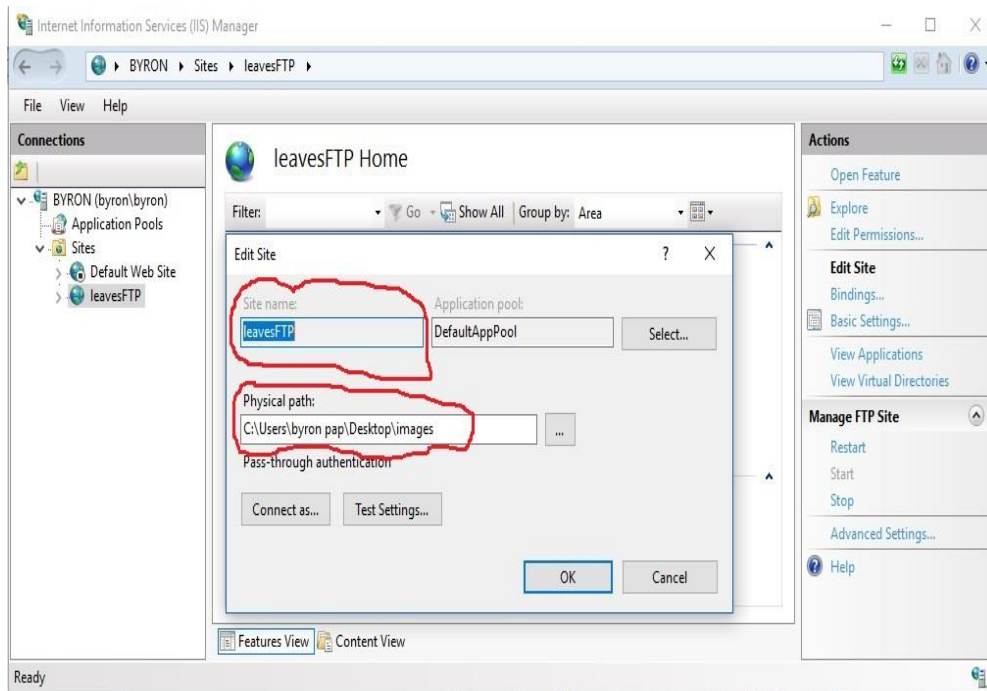 Internet Information Services (IIS) Manager
BYRON Sites leavesFTP
File View Help
Connections
BYRON (byron\byron)
Application Pools
Sites
Default Web Site
leavesFTP
leavesFTP Home
Filter: Go Show All Group by: Area
Edit Site ? X
Site name: Application pool:
leavesFTP DefaultAppPool Select...
Physical path:
C:\Users\byron pap\Desktop\images ...
Pass-through authentication
Connect as... Test Settings...
OK Cancel
Features View Content View
Actions
Open Feature
Explore
Edit Permissions...
Edit Site
Bindings...
Basic Settings...
View Applications
View Virtual Directories
Manage FTP Site
Restart
Start
Stop
Advanced Settings...
Help
Ready